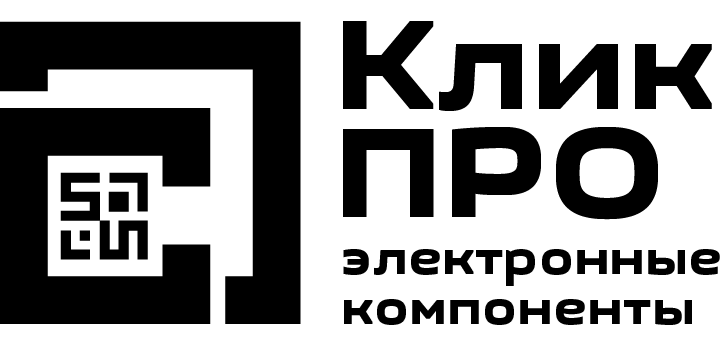 Клик
ПРО
электронные
компоненты